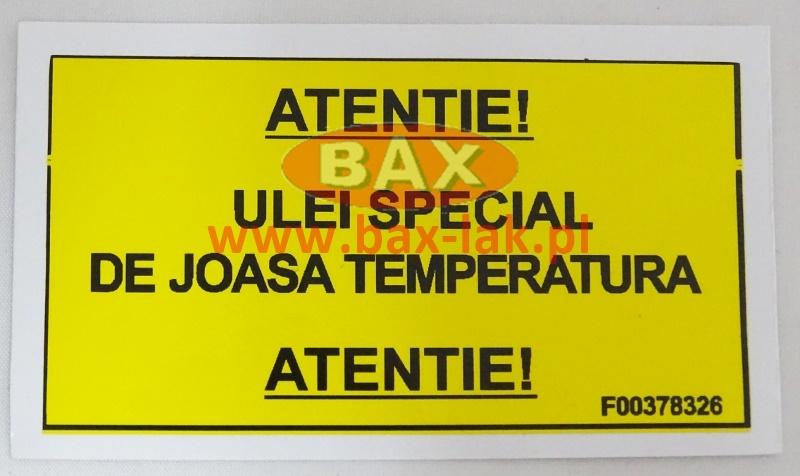 ATENTIE!
BAX
ULEI SPECIAL
www.bax-lak.pl
DE JOASA TEMPERATURA
ATENTIE!
F00378326